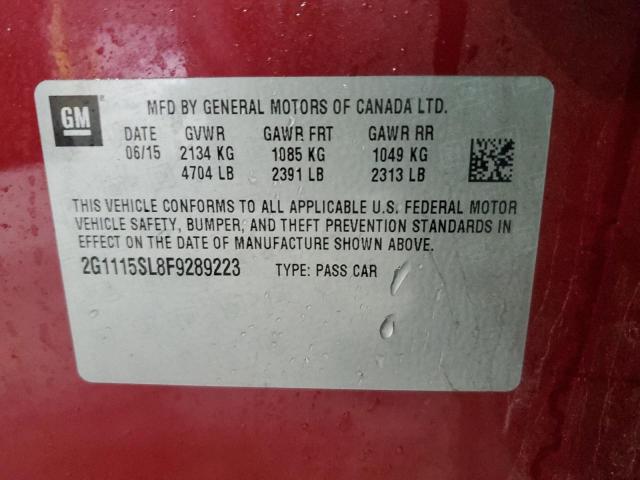 GM
MFD BY GENERAL MOTORS OF CANADA LTD.
DATE GVWR GAWR FRT GAWR RR
06/15 2134 KG 1085 KG 1049 KG
4704 LB 2391 LB 2313 LB
THIS VEHICLE CONFORMS TO ALL APPLICABLE U.S. FEDERAL MOTOR
VEHICLE SAFETY, BUMPER, AND THEFT PREVENTION STANDARDS IN
EFFECT ON THE DATE OF MANUFACTURE SHOWN ABOVE.
2G1115SL8F9289223 TYPE: PASS CAR